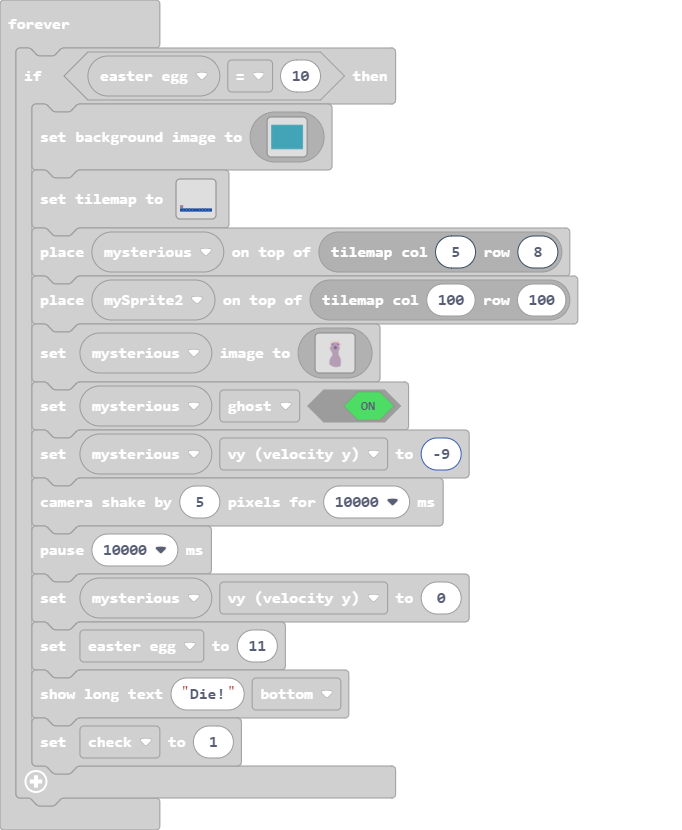 forever
if easter egg = 10 then
set background image to
set tilemap to
place mysterious on top of tilemap col 5 row 8
place mySprite2 on top of tilemap col 100 row 100
set mysterious image to
set mysterious ghost ON
set mysterious vy (velocity y) to -9
camera shake by 5 pixels for 10000 ms
pause 10000 ms
set mysterious vy (velocity y) to 0
set easter egg to 11
show long text "Die!" bottom
set check to 1